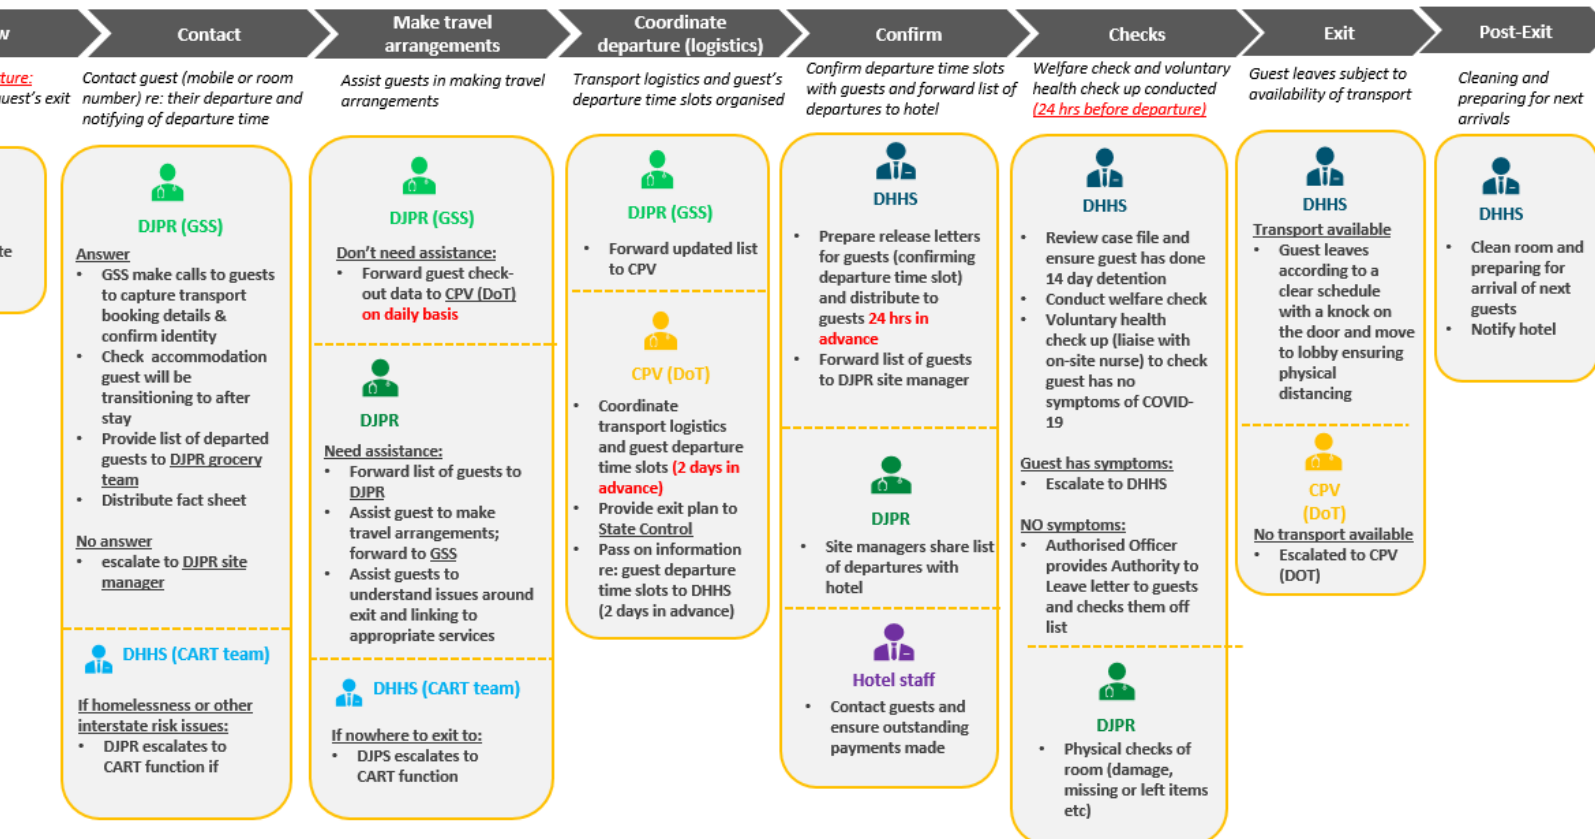 w
Contact
Make travel
arrangements
Coordinate
departure (logistics)
Confirm
Checks
Exit
Post-Exit
ture:
uest's exit
Contact guest (mobile or room
number) re: their departure and
notifying of departure time
Assist guests in making travel
arrangements
Transport logistics and guest's
departure time slots organised
Confirm departure time slots
with guests and forward list of
departures to hotel
Welfare check and voluntary
health check up conducted
(24 hrs before departure)
Guest leaves subject to
availability of transport
Cleaning and
preparing for next
arrivals
te
DJPR (GSS)
Answer
• GSS make calls to guests
to capture transport
booking details &
confirm identity
• Check accommodation
guest will be
transitioning to after
stay
• Provide list of departed
guests to DJPR grocery
team
• Distribute fact sheet
No answer
• escalate to DJPR site
manager
DHHS (CART team)
If homelessness or other
interstate risk issues:
• DJPR escalates to
CART function if
DJPR (GSS)
Don't need assistance:
• Forward guest check-
out data to CPV (DoT)
on daily basis
DJPR
Need assistance:
• Forward list of guests to
DJPR
• Assist guest to make
travel arrangements;
forward to GSS
• Assist guests to
understand issues around
exit and linking to
appropriate services
DHHS (CART team)
If nowhere to exit to:
• DJPS escalates to
CART function
DJPR (GSS)
• Forward updated list
to CPV
CPV (DoT)
• Coordinate
transport logistics
and guest departure
time slots (2 days in
advance)
• Provide exit plan to
State Control
• Pass on information
re: guest departure
time slots to DHHS
(2 days in advance)
DHHS
• Prepare release letters
for guests (confirming
departure time slot)
and distribute to
guests 24 hrs in
advance
• Forward list of guests
to DJPR site manager
DJPR
• Site managers share list
of departures with
hotel
Hotel staff
• Contact guests and
ensure outstanding
payments made
DHHS
• Review case file and
ensure guest has done
14 day detention
• Conduct welfare check
• Voluntary health
check up (liaise with
on-site nurse) to check
guest has no
symptoms of COVID-
19
Guest has symptoms:
• Escalate to DHHS
NO symptoms:
• Authorised Officer
provides Authority to
Leave letter to guests
and checks them off
list
DJPR
• Physical checks of
room (damage,
missing or left items
etc)
DHHS
Transport available
• Guest leaves
according to a
clear schedule
with a knock on
the door and move
to lobby ensuring
physical
distancing
CPV
(DoT)
No transport available
• Escalated to CPV
(DOT)
DHHS
• Clean room and
preparing for
arrival of next
guests
• Notify hotel